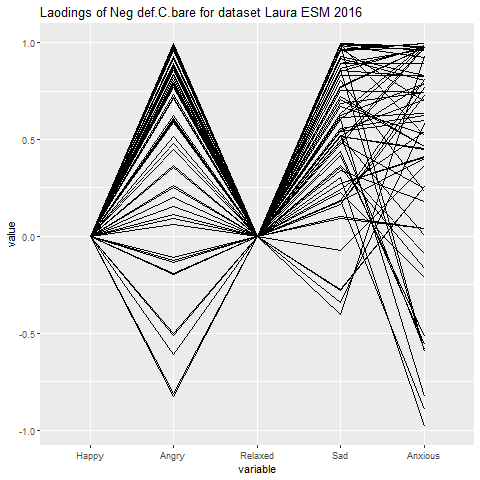 Laodings of Neg def.C.bare for dataset Laura ESM 2016
1.0
0.5
0.0
-0.5
-1.0
value
Happy Angry Relaxed Sad Anxious
variable